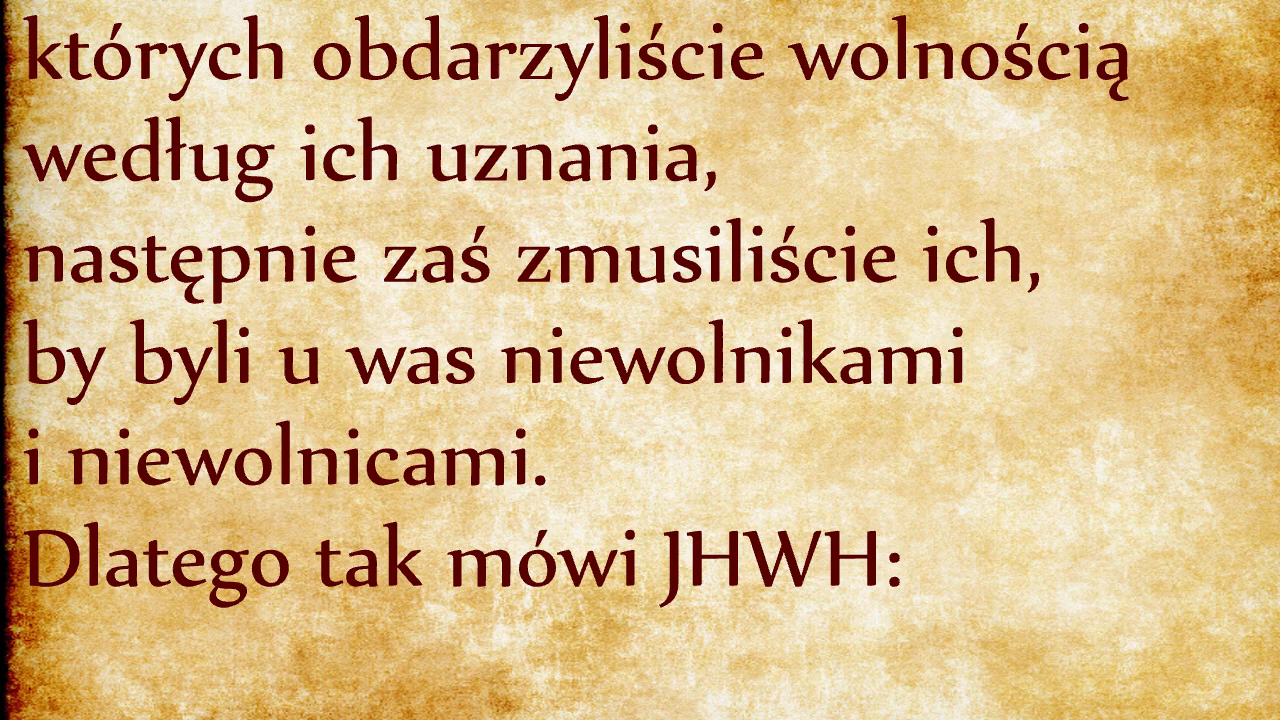 których obdarzyliście wolnością
według ich uznania,
następnie zaś zmusiliście ich,
by byli u was niewolnikami
i niewolnicami.
Dlatego tak mówi JHWH: